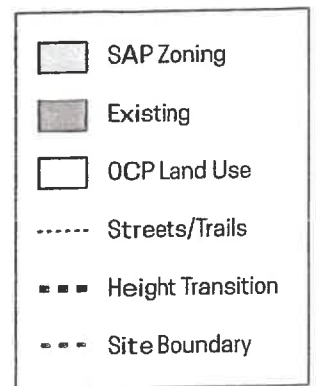 SAP Zoning
Existing
OCP Land Use
Streets/Trails
Height Transition
Site Boundary